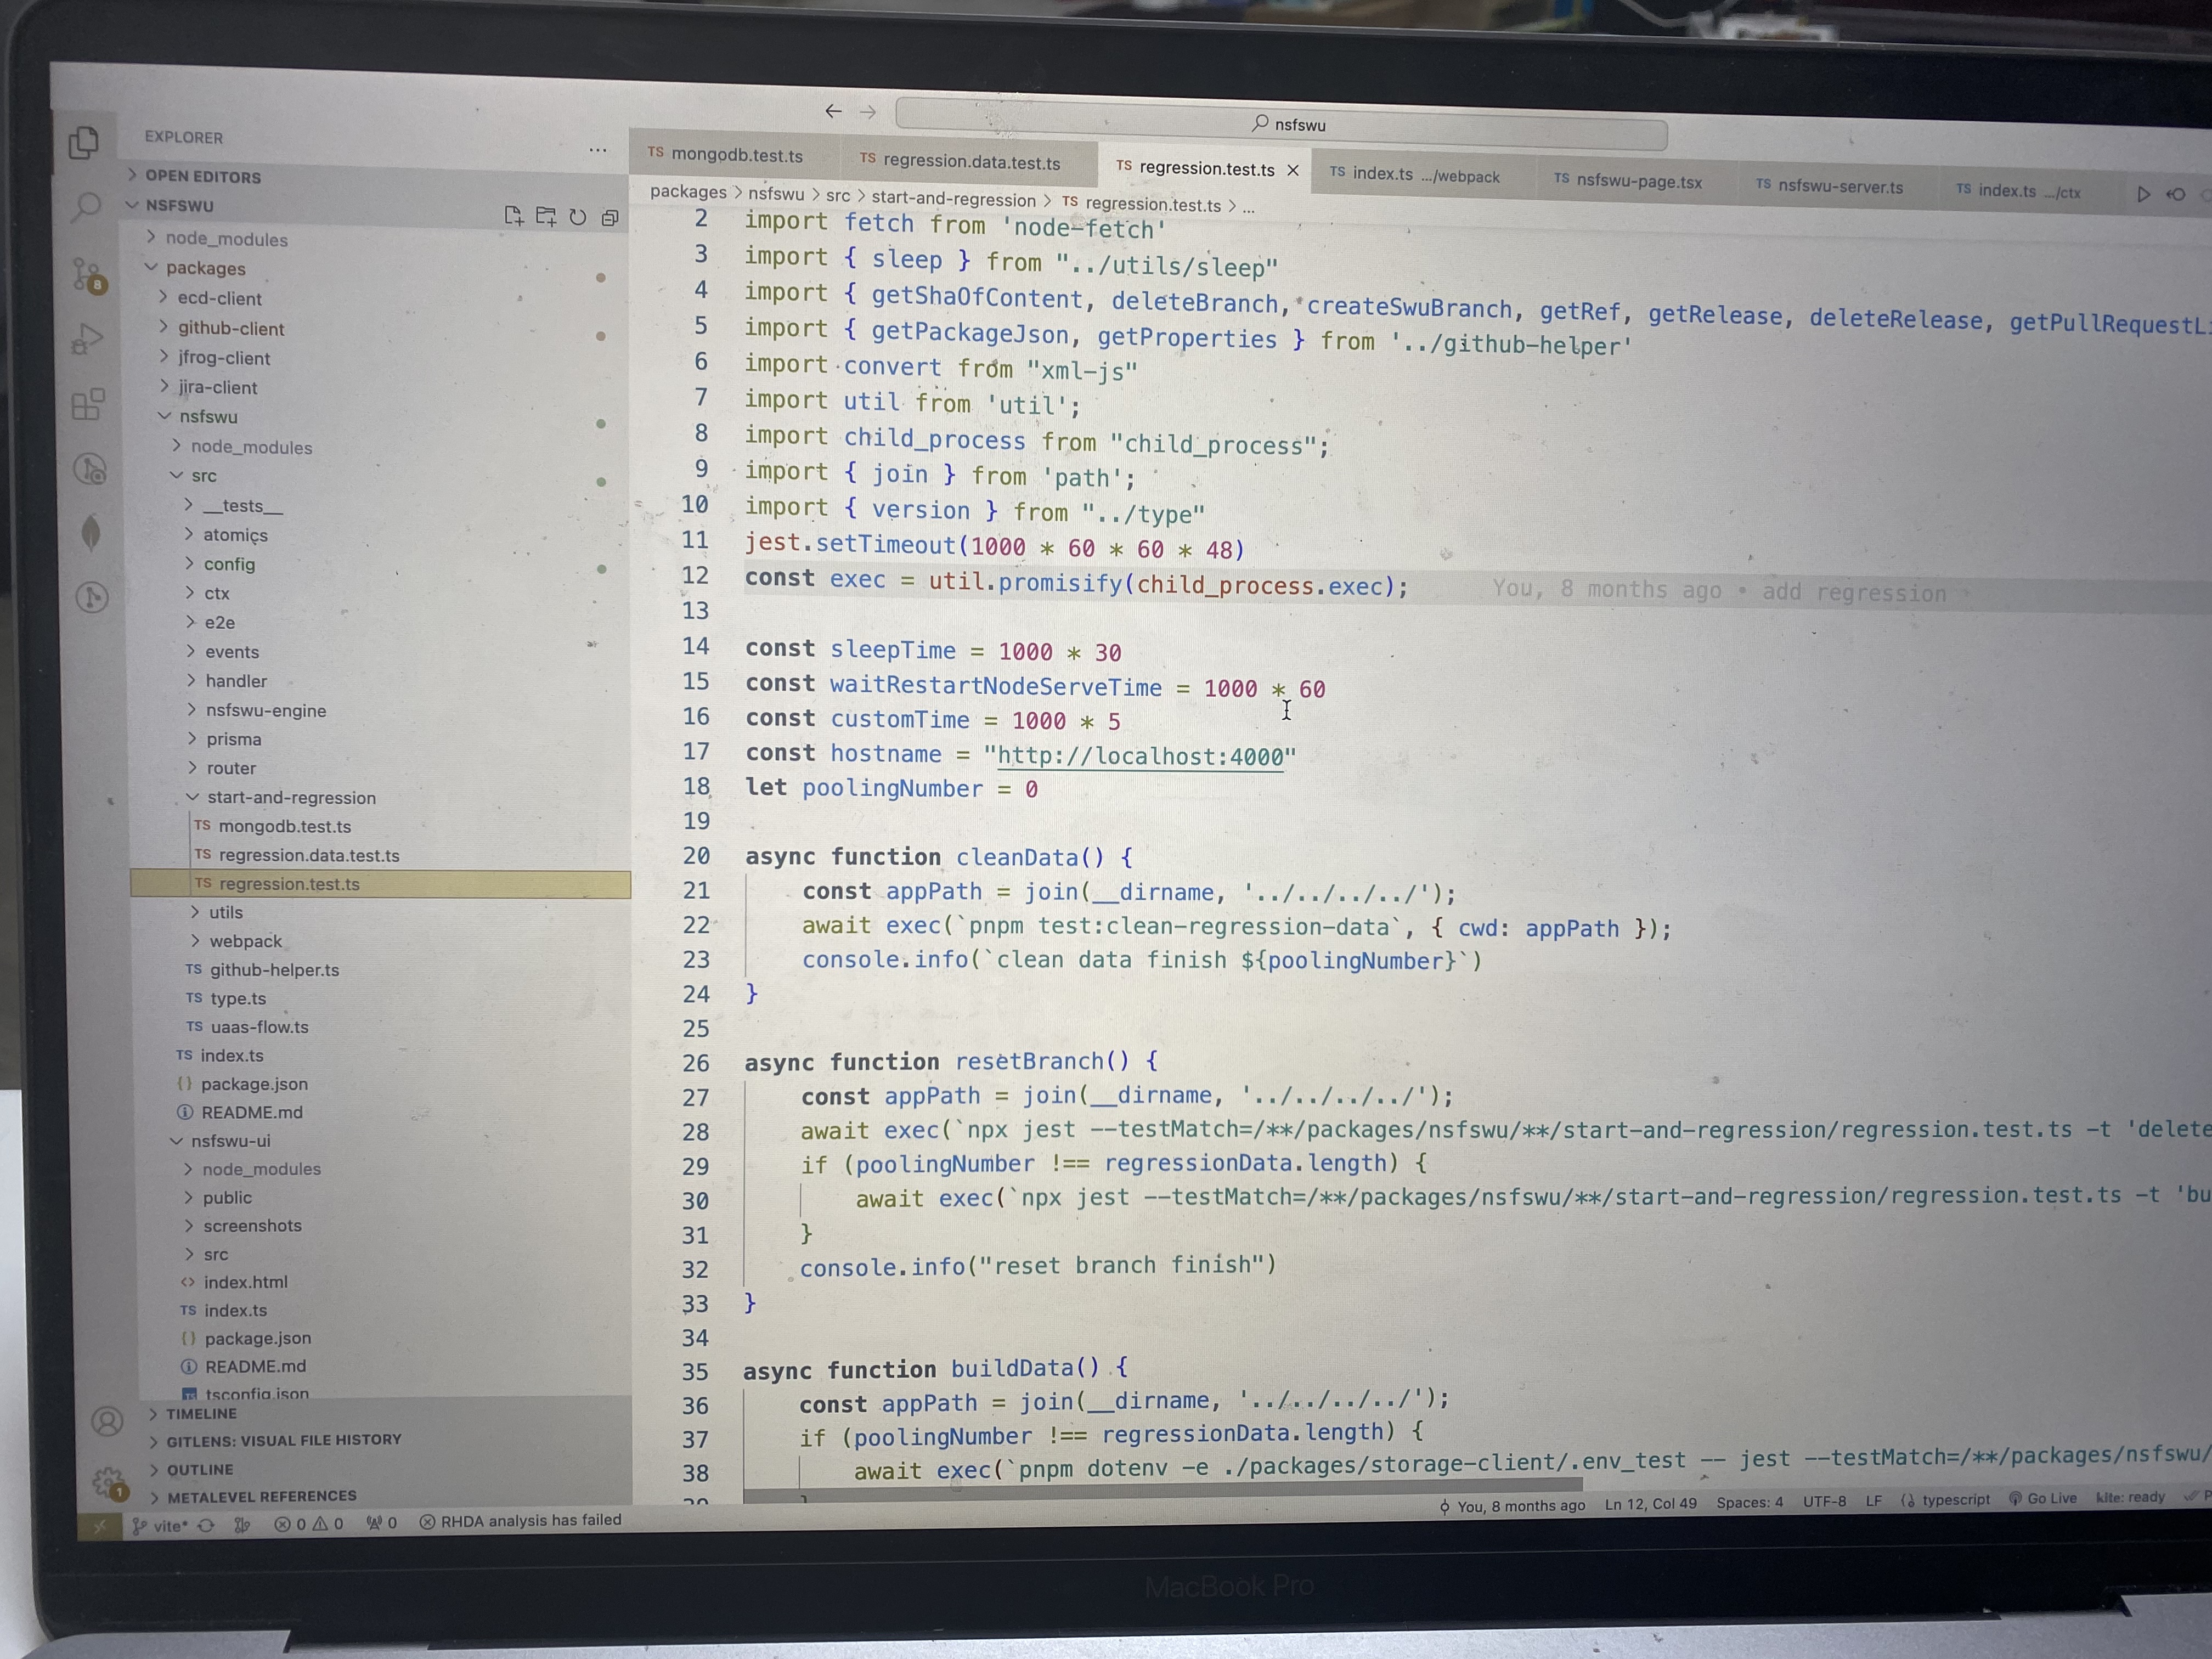 nsfswu
EXPLORER
...
OPEN EDITORS
NSFSWU
node_modules
packages
ecd-client
github-client
jfrog-client
jira-client
nsfswu
node_modules
src
__tests__
atomics
config
ctx
e2e
events
handler
nsfswu-engine
prisma
router
start-and-regression
TS mongodb.test.ts
TS regression.data.test.ts
TS regression.test.ts
utils
webpack
TS github-helper.ts
TS type.ts
TS uaas-flow.ts
TS index.ts
{} package.json
README.md
nsfswu-ui
node_modules
public
screenshots
src
<> index.html
TS index.ts
{} package.json
README.md
TS tsconfig.json
TIMELINE
GITLENS: VISUAL FILE HISTORY
OUTLINE
METALEVEL REFERENCES
8
1
TS mongodb.test.ts TS regression.data.test.ts TS regression.test.ts × TS index.ts .../webpack TS nsfswu-page.tsx TS nsfswu-server.ts TS index.ts .../ctx
packages > nsfswu > src > start-and-regression > TS regression.test.ts > ...
2 import fetch from 'node-fetch'
3 import { sleep } from "../utils/sleep"
4 import { getShaOfContent, deleteBranch, createSwuBranch, getRef, getRelease, deleteRelease, getPullRequestLi
5 import { getPackageJson, getProperties } from '../github-helper'
6 import convert from "xml-js"
7 import util from 'util';
8 import child_process from "child_process";
9 import { join } from 'path';
10 import { version } from "../type"
11 jest.setTimeout(1000 * 60 * 60 * 48)
12 const exec = util.promisify(child_process.exec); You, 8 months ago • add regression
13
14 const sleepTime = 1000 * 30
15 const waitRestartNodeServeTime = 1000 * 60
16 const customTime = 1000 * 5
17 const hostname = "http://localhost:4000"
18 let poolingNumber = 0
19
20 async function cleanData() {
21 const appPath = join(__dirname, '../../../../');
22 await exec(`pnpm test:clean-regression-data`, { cwd: appPath });
23 console.info(`clean data finish ${poolingNumber}`)
24 }
25
26 async function resetBranch() {
27 const appPath = join(__dirname, '../../../../');
28 await exec(`npx jest --testMatch=/**/packages/nsfswu/**/start-and-regression/regression.test.ts -t 'delete
29 if (poolingNumber !== regressionData.length) {
30 await exec(`npx jest --testMatch=/**/packages/nsfswu/**/start-and-regression/regression.test.ts -t 'bu
31 }
32 console.info("reset branch finish")
33 }
34
35 async function buildData() {
36 const appPath = join(__dirname, '../../../../');
37 if (poolingNumber !== regressionData.length) {
38 await exec(`pnpm dotenv -e ./packages/storage-client/.env_test -- jest --testMatch=/**/packages/nsfswu/
vite* 0 0 0 RHDA analysis has failed You, 8 months ago Ln 12, Col 49 Spaces: 4 UTF-8 LF typescript Go Live kite: ready P
MacBook Pro